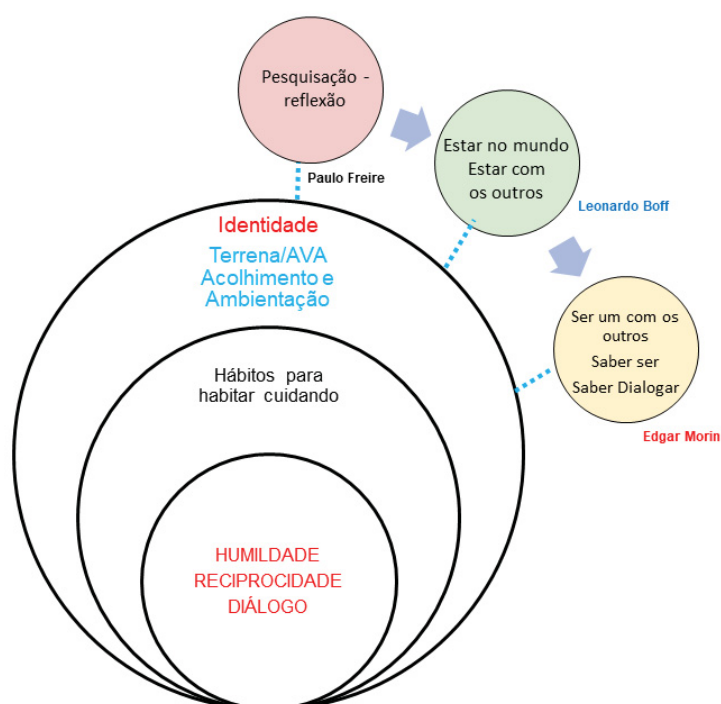 Pesquisação -
reflexão
Paulo Freire
Estar no mundo
Estar com
os outros
Leonardo Boff
Ser um com os
outros
Saber ser
Saber Dialogar
Edgar Morin
Identidade
Terrena/AVA
Acolhimento e
Ambientação
Hábitos para
habitar cuidando
HUMILDADE
RECIPROCIDADE
DIÁLOGO